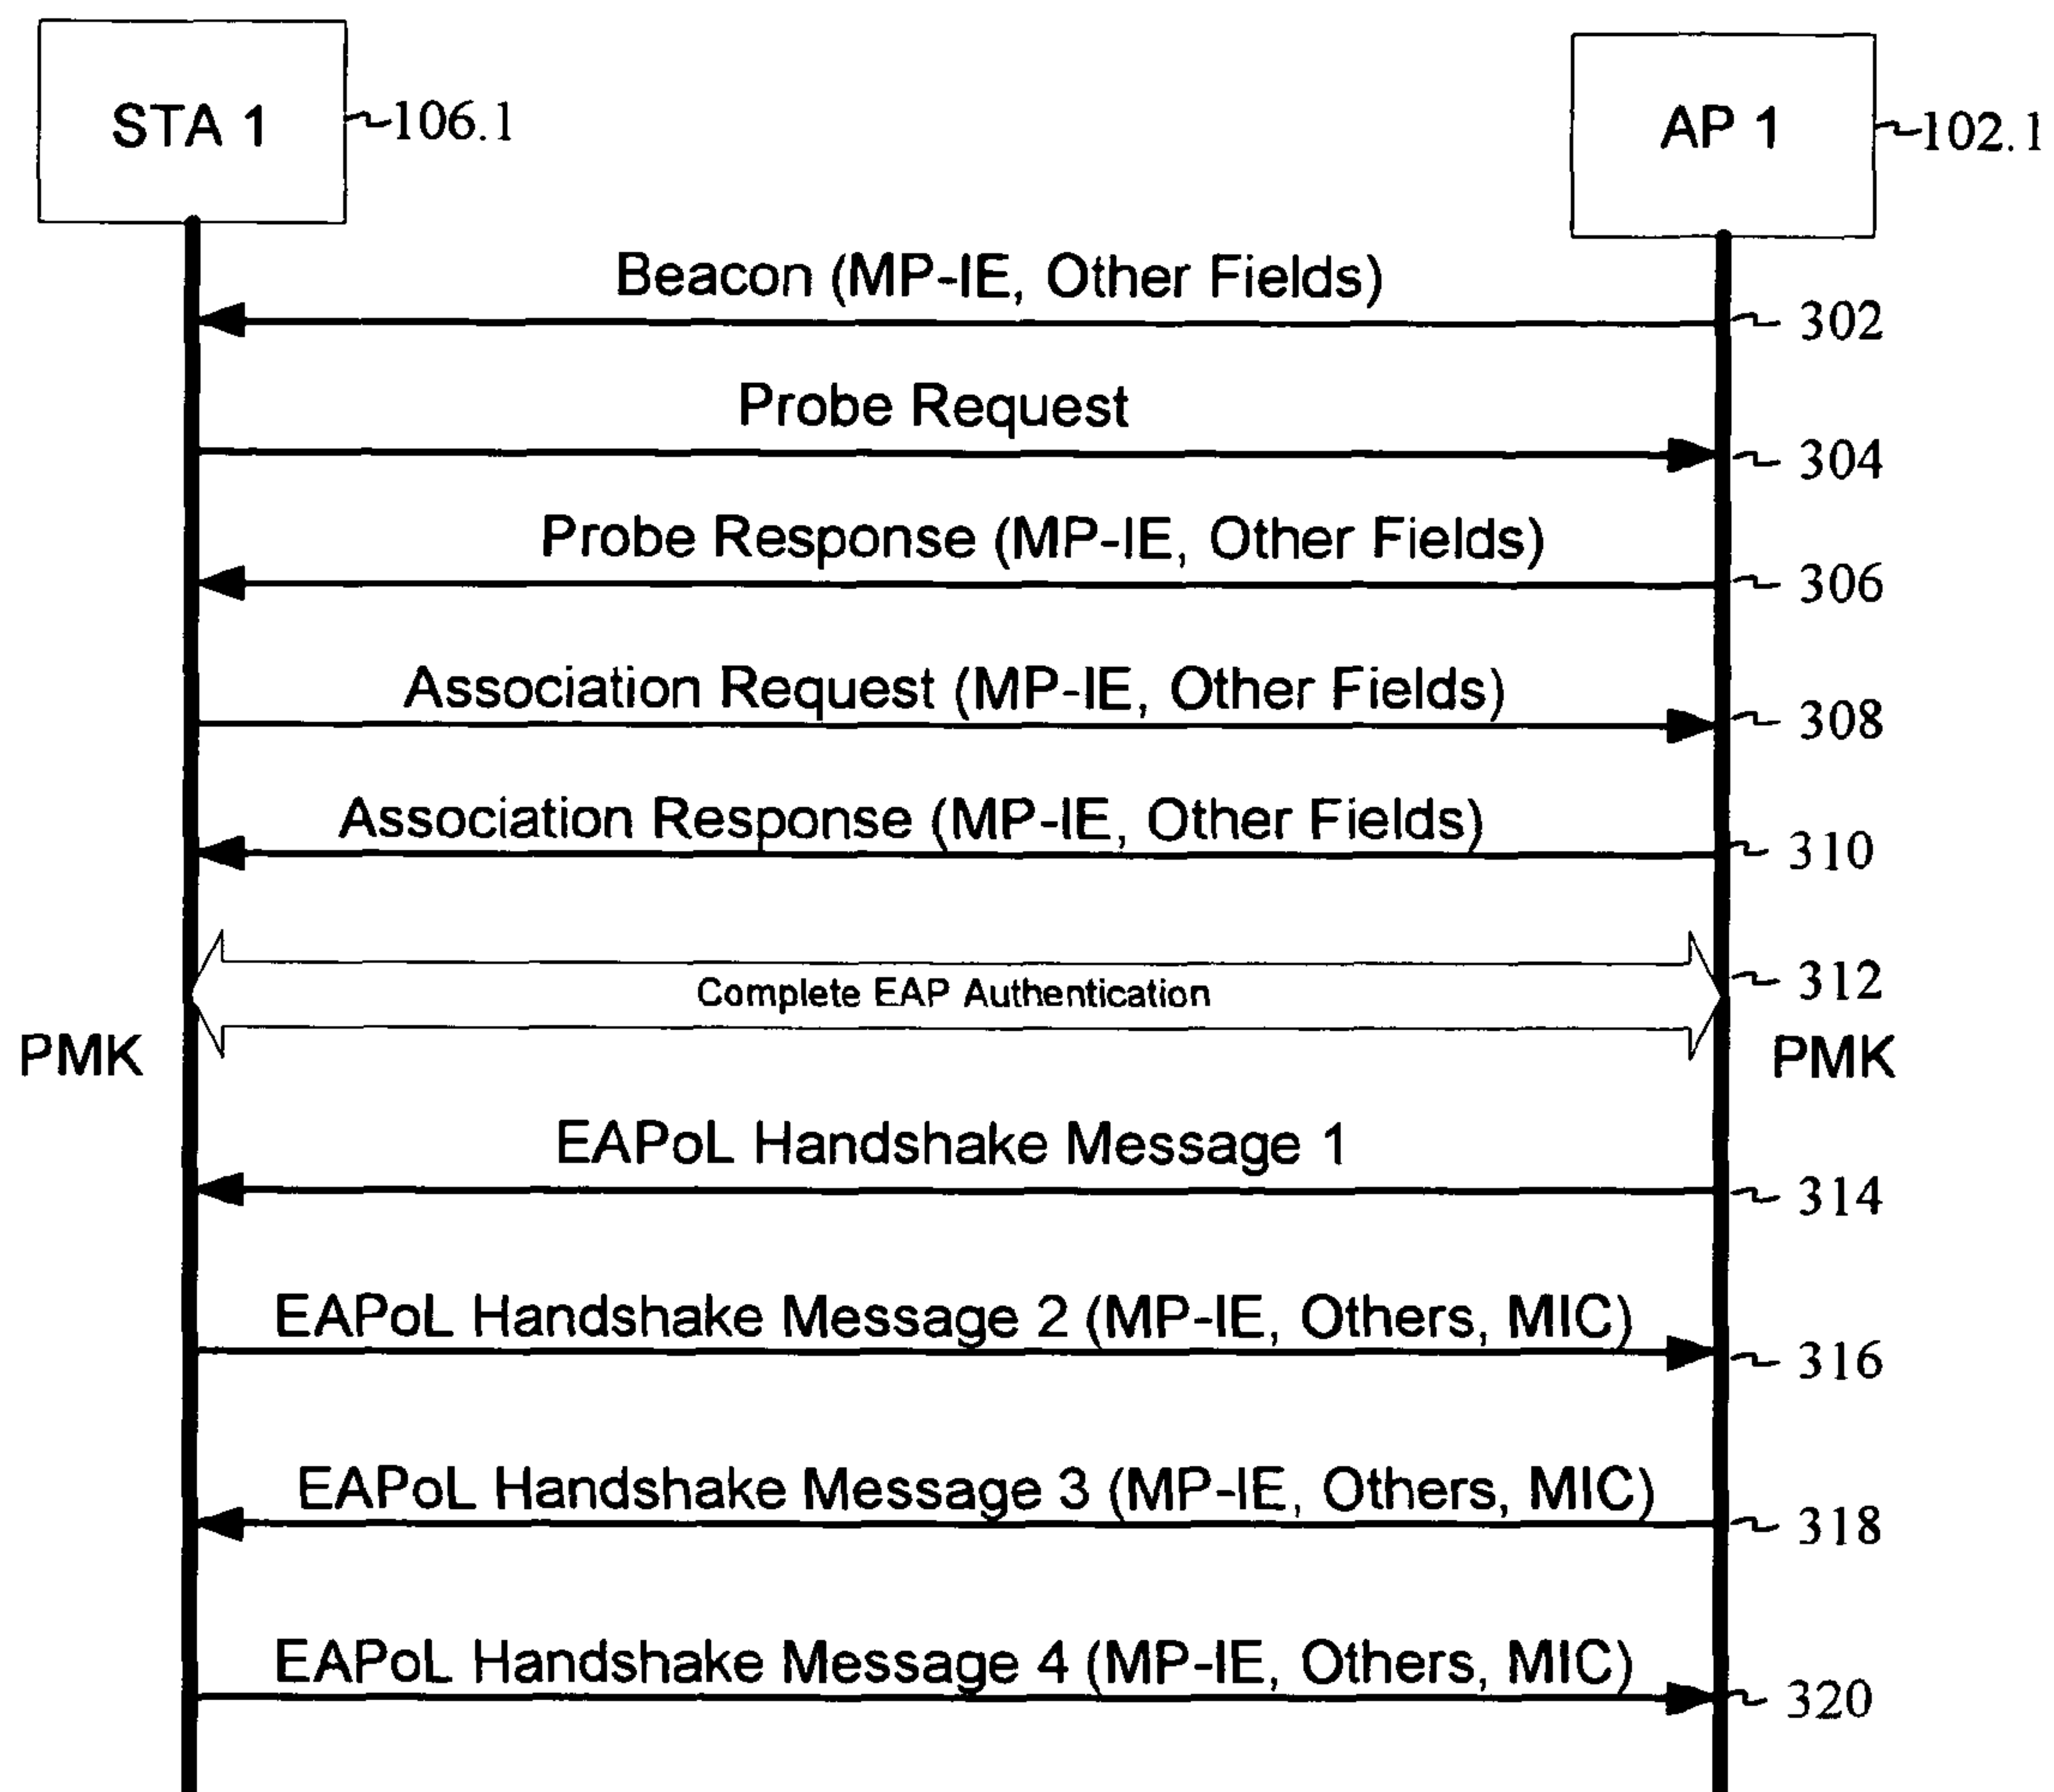 STA 1
106.1
AP 1
102.1
Beacon (MP-IE, Other Fields)
302
Probe Request
304
Probe Response (MP-IE, Other Fields)
306
Association Request (MP-IE, Other Fields)
308
Association Response (MP-IE, Other Fields)
310
Complete EAP Authentication
312
PMK
PMK
EAPoL Handshake Message 1
314
EAPoL Handshake Message 2 (MP-IE, Others, MIC)
316
EAPoL Handshake Message 3 (MP-IE, Others, MIC)
318
EAPoL Handshake Message 4 (MP-IE, Others, MIC)
320